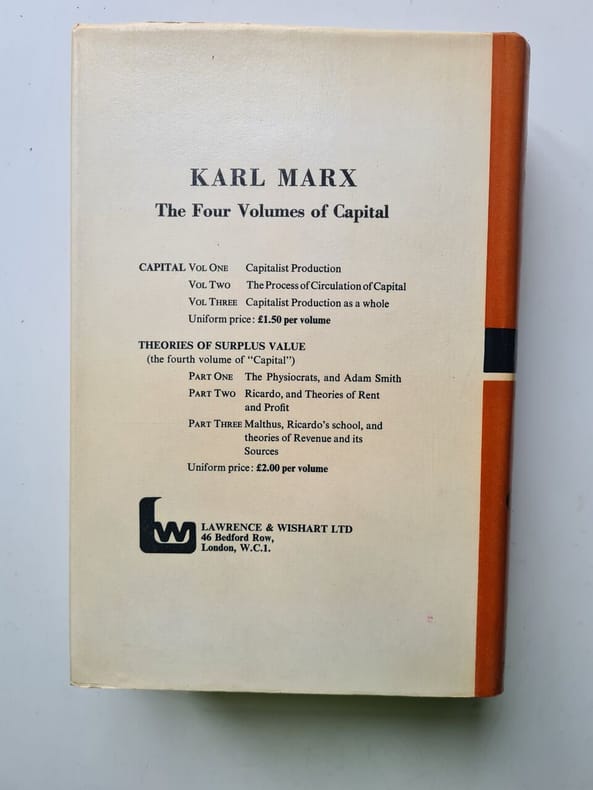 KARL MARX
The Four Volumes of Capital
CAPITAL VOL ONE Capitalist Production
VOL TWO The Process of Circulation of Capital
VOL THREE Capitalist Production as a whole
Uniform price: £1.50 per volume
THEORIES OF SURPLUS VALUE
(the fourth volume of "Capital")
PART ONE The Physiocrats, and Adam Smith
PART TWO Ricardo, and Theories of Rent
and Profit
PART THREE Malthus, Ricardo's school, and
theories of Revenue and its
Sources
Uniform price: £2.00 per volume
Lw
LAWRENCE & WISHART LTD
46 Bedford Row,
London, W.C.1.